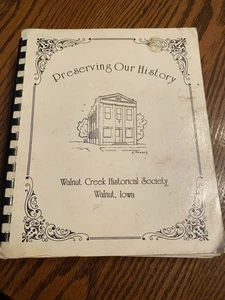 Preserving Our History
Walnut Creek Historical Society
Walnut, Iowa